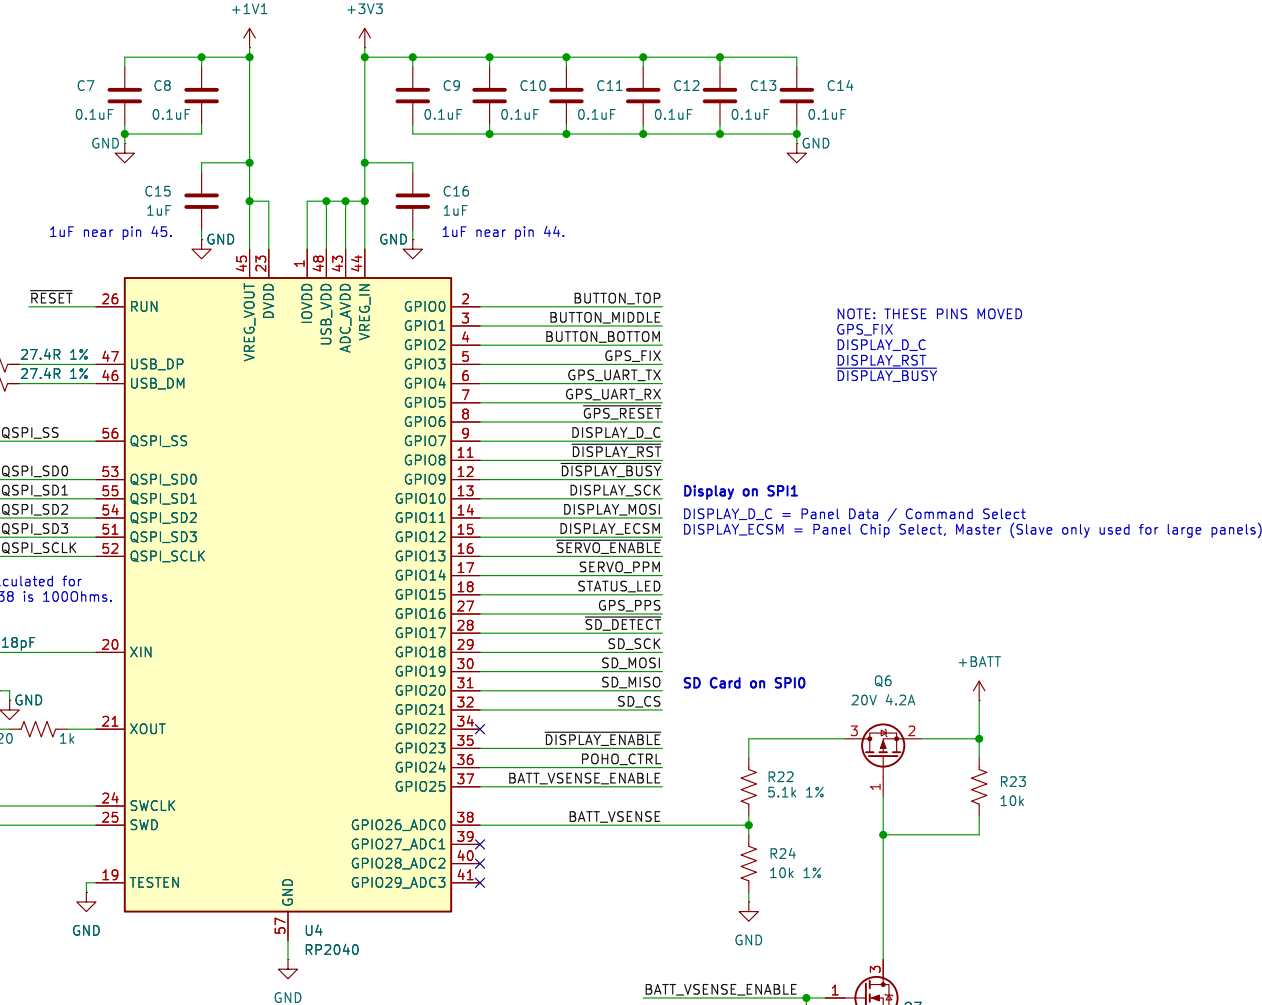 +1V1
+3V3
C7
0.1uF
C8
0.1uF
C9
0.1uF
C10
0.1uF
C11
0.1uF
C12
0.1uF
C13
0.1uF
C14
0.1uF
GND
GND
C15
1uF
GND
1uF near pin 45.
C16
1uF
GND
1uF near pin 44.
45
23
1
48
43
44
VREG_VOUT
DVDD
IOVDD
USB_VDD
ADC_AVDD
VREG_IN
RESET
26
RUN
27.4R 1%
47
USB_DP
27.4R 1%
46
USB_DM
QSPI_SS
56
QSPI_SS
QSPI_SD0
53
QSPI_SD0
QSPI_SD1
55
QSPI_SD1
QSPI_SD2
54
QSPI_SD2
QSPI_SD3
51
QSPI_SD3
QSPI_SCLK
52
QSPI_SCLK
lculated for
38 is 100Ohms.
18pF
20
XIN
GND
20
1k
21
XOUT
24
SWCLK
25
SWD
19
TESTEN
GND
GND
57
U4
RP2040
GND
GPIO0
2
BUTTON_TOP
GPIO1
3
BUTTON_MIDDLE
GPIO2
4
BUTTON_BOTTOM
GPIO3
5
GPS_FIX
GPIO4
6
GPS_UART_TX
GPIO5
7
GPS_UART_RX
GPIO6
8
GPS_RESET
GPIO7
9
DISPLAY_D_C
GPIO8
11
DISPLAY_RST
GPIO9
12
DISPLAY_BUSY
GPIO10
13
DISPLAY_SCK
GPIO11
14
DISPLAY_MOSI
GPIO12
15
DISPLAY_ECSM
GPIO13
16
SERVO_ENABLE
GPIO14
17
SERVO_PPM
GPIO15
18
STATUS_LED
GPIO16
27
GPS_PPS
GPIO17
28
SD_DETECT
GPIO18
29
SD_SCK
GPIO19
30
SD_MOSI
GPIO20
31
SD_MISO
GPIO21
32
SD_CS
GPIO22
34
GPIO23
35
DISPLAY_ENABLE
GPIO24
36
POHO_CTRL
GPIO25
37
BATT_VSENSE_ENABLE
GPIO26_ADC0
38
BATT_VSENSE
GPIO27_ADC1
39
GPIO28_ADC2
40
GPIO29_ADC3
41
NOTE: THESE PINS MOVED
GPS_FIX
DISPLAY_D_C
DISPLAY_RST
DISPLAY_BUSY
Display on SPI1
DISPLAY_D_C = Panel Data / Command Select
DISPLAY_ECSM = Panel Chip Select, Master (Slave only used for large panels)
SD Card on SPI0
+BATT
Q6
20V 4.2A
3
2
1
R22
5.1k 1%
R23
10k
R24
10k 1%
GND
BATT_VSENSE_ENABLE
1
3